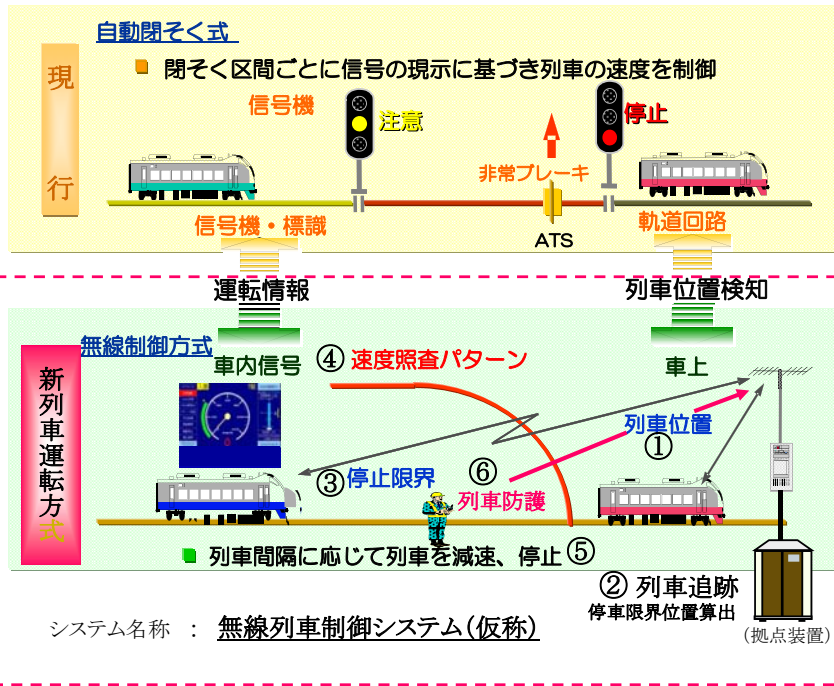 自動閉そく式
現行
閉そく区間ごとに信号の現示に基づき列車の速度を制御
信号機
注意
停止
非常ブレーキ
信号機・標識
ATS
軌道回路
運転情報
列車位置検知
無線制御方式
新列車運転方式
車内信号
④ 速度照査パターン
車上
列車位置
①
③ 停止限界
⑥
列車防護
列車間隔に応じて列車を減速、停止 ⑤
② 列車追跡
停車限界位置算出
システム名称 : 無線列車制御システム(仮称)
(拠点装置)